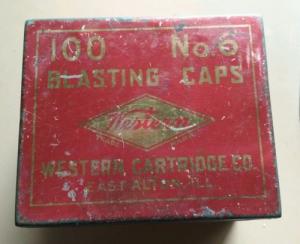 100 No. 6
BLASTING CAPS
Western
WESTERN CARTRIDGE CO.
EAST ALTON, ILL.